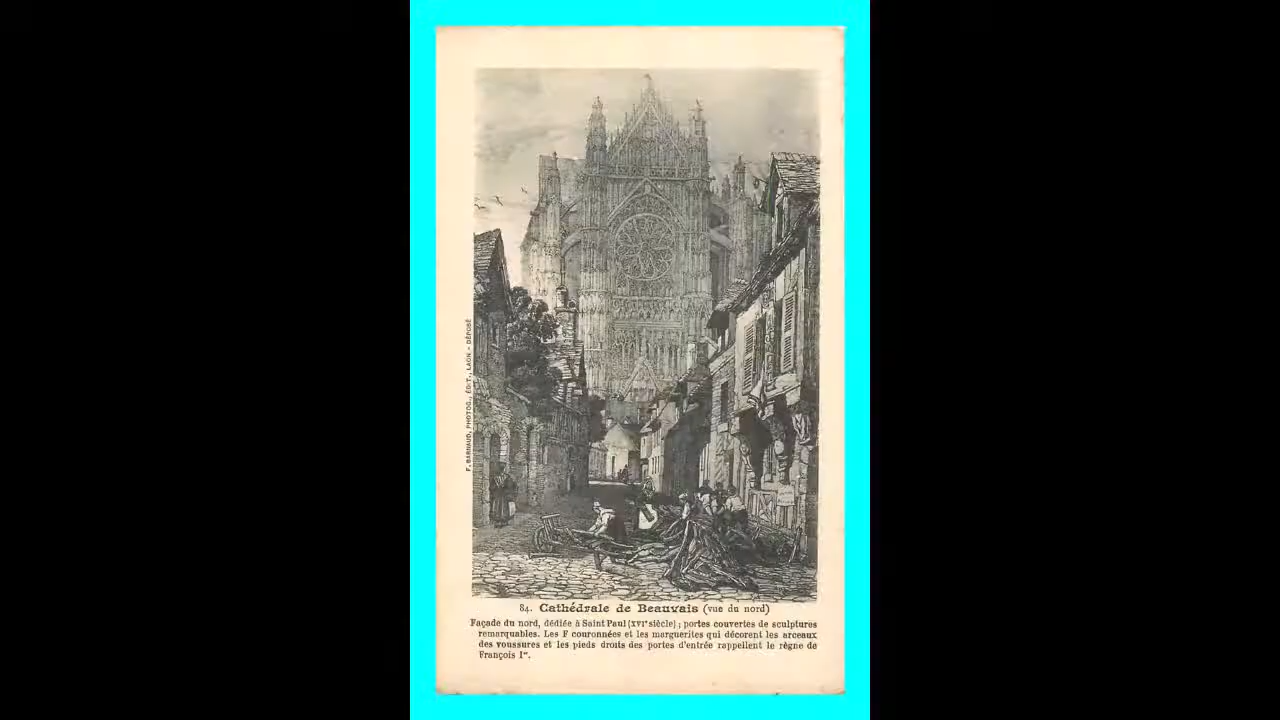 F. BARNAUD, PHOTOG., ÉDIT., LAON. - DÉPOSÉ
84. Cathédrale de Beauvais (vue du nord)
Façade du nord, dédiée à Saint Paul (XVIᵉ siècle) ; portes couvertes de sculptures
remarquables. Les F couronnées et les marguerites qui décorent les arceaux
des voussures et les pieds droits des portes d'entrée rappellent le règne de
François Iᵉʳ.